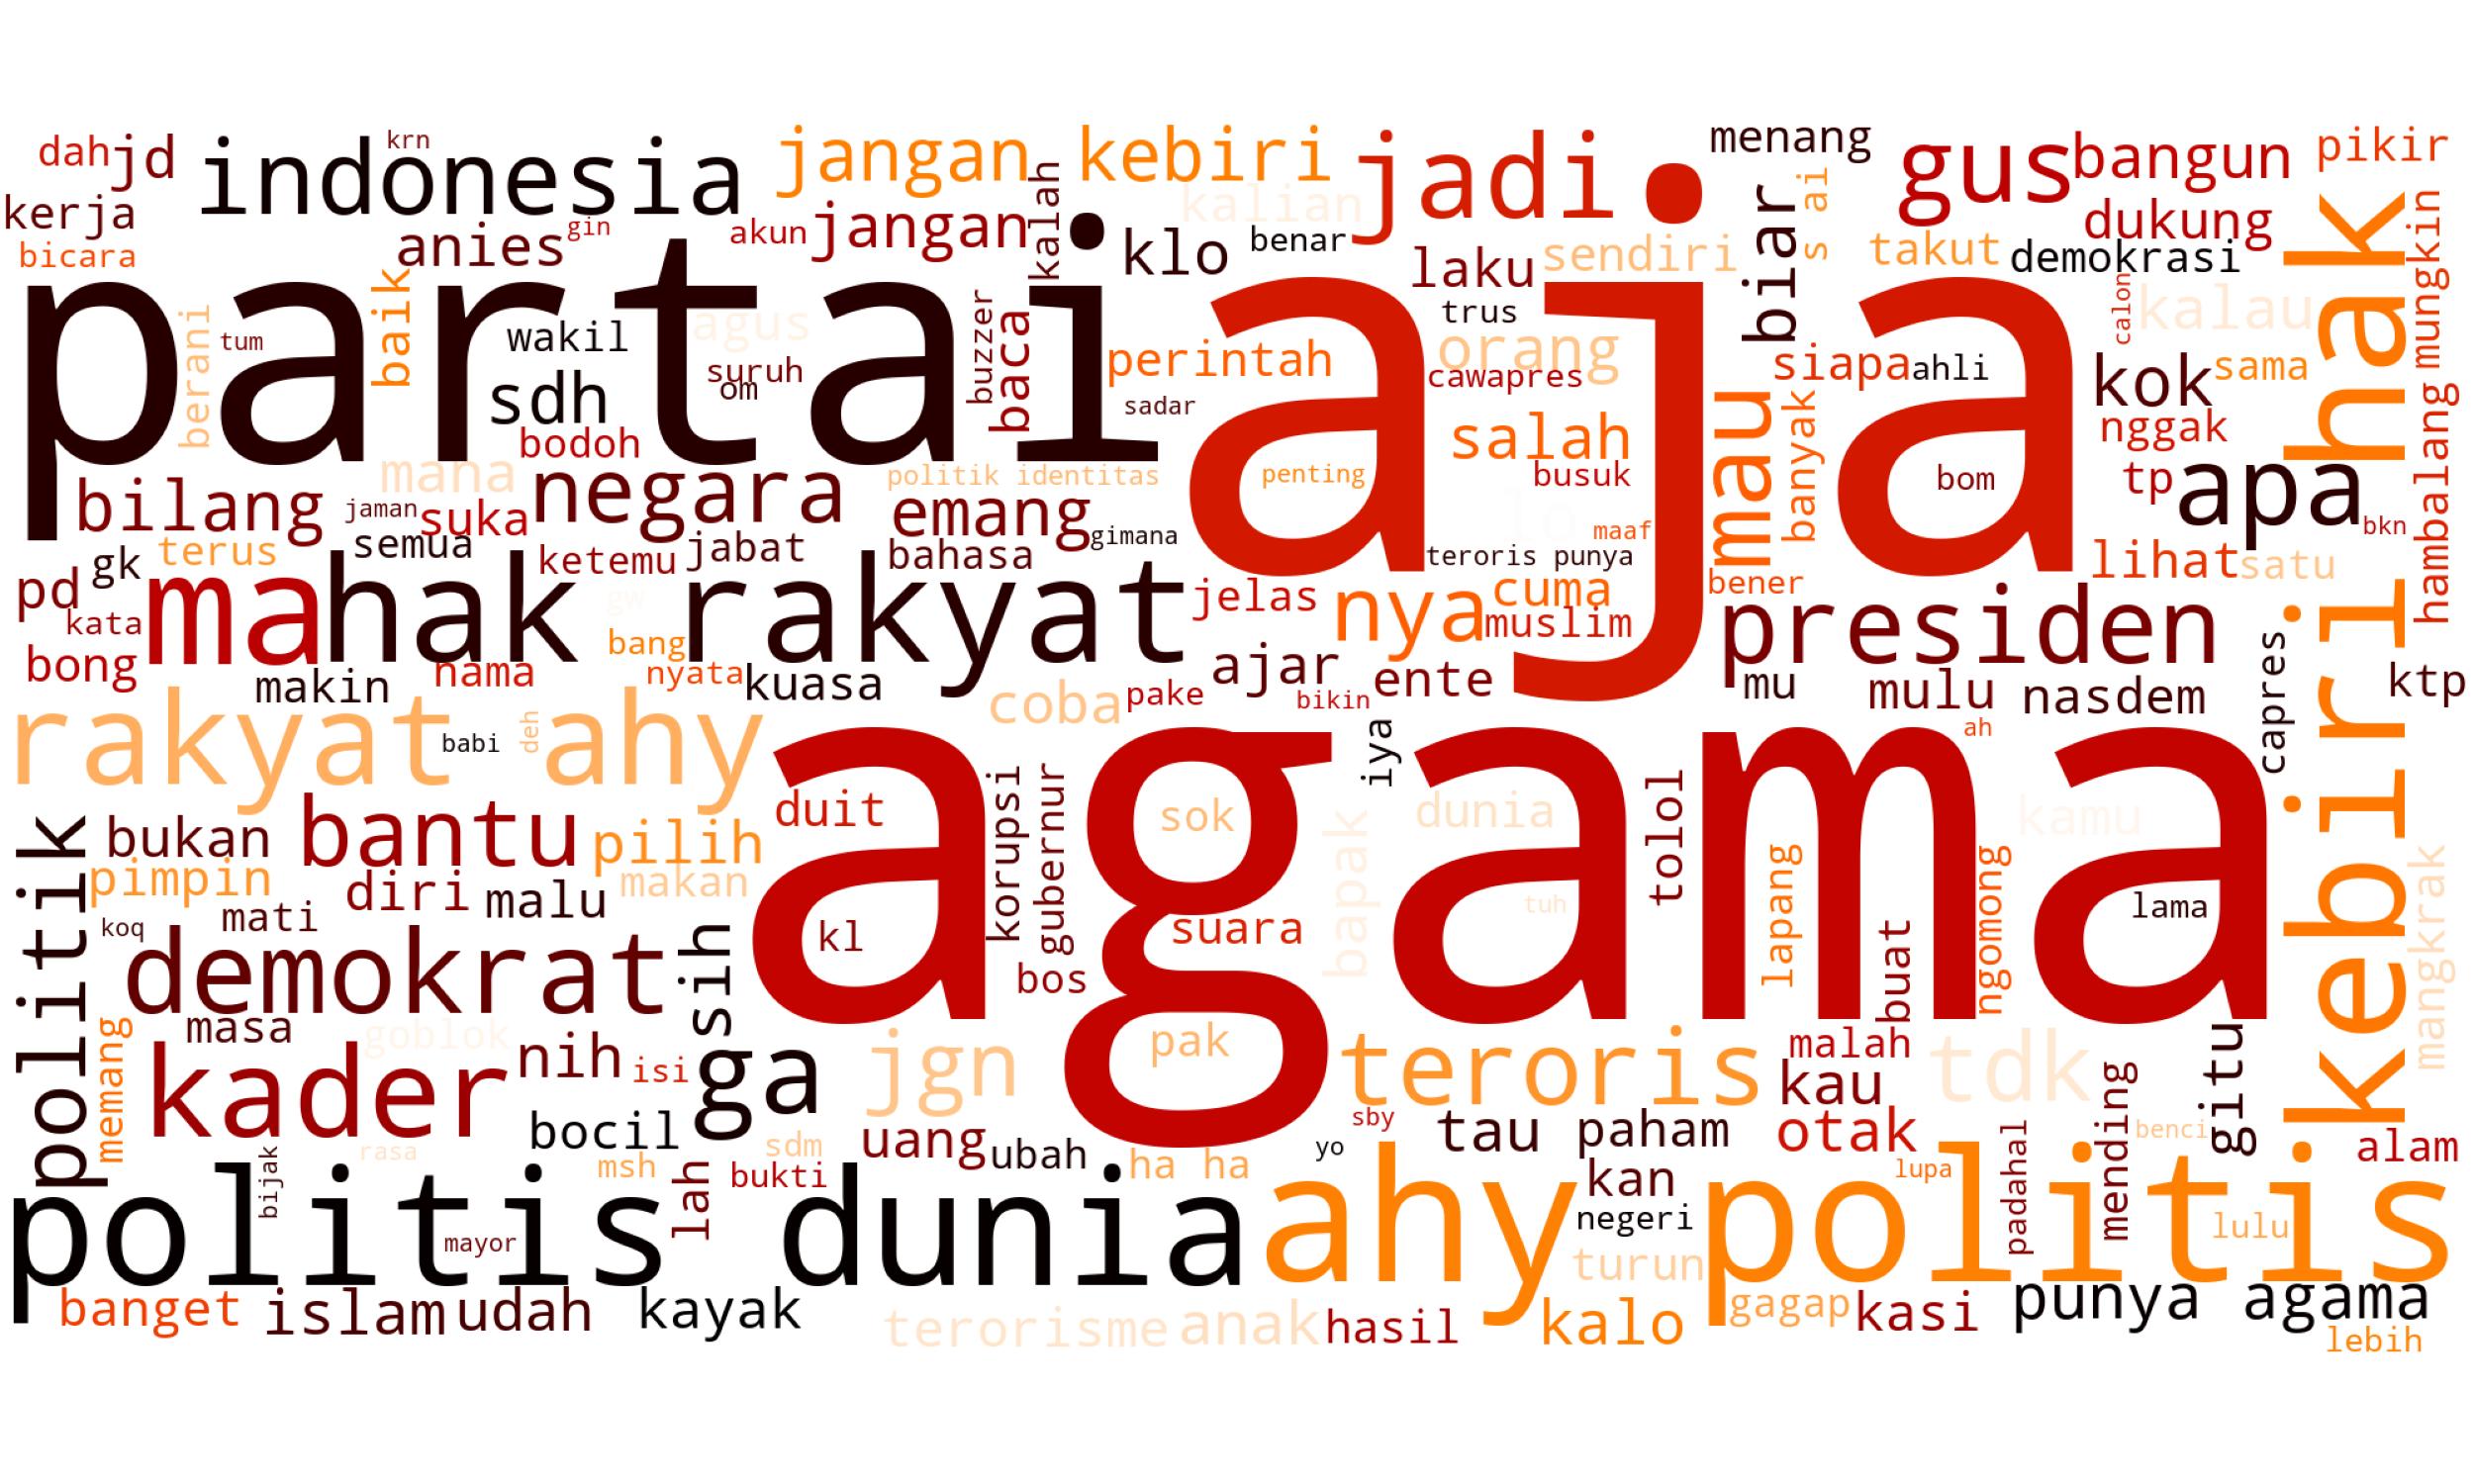 dah jd indonesia krn jangan kebiri jadi menang gus bangun pikir
kerja anies gin akun jangan kalah kalian klo benar biar s ai dukung
bicara baik laku sendiri takut demokrasi hak mungkin
partai aja
berani tum wakil agus buzzer baca perintah trus orang siapa ahli calon kalau
sdh suruh om sadar cawapres mau banyak kok sama hambalang
bodoh salah nggak
bilang mana negara politik identitas penting busuk bom tp apa
jaman suka emang gimana maaf bkn
gk terus semua ketemu jabat bahasa teroris punya lihat satu
pd ma hak rakyat gw jelas nya cuma bener presiden kebiri
kata bang muslim
bong makin nama nyata kuasa ajar ente mu mulu nasdem capres ktp
rakyat ahy coba pake bikin ah
babi deh iya
agama
politik bukan bantu pilih duit korupsi gubernur sok bapak dunia tolol kamu
pimpin diri malu makan lapang ngomong mangkrak
koq mati sih kl suara tuh buat lama
demokrat bos
memang masa goblok nih isi ga jgn pak teroris malah tdk gitu
kader kau mending
bocil sdm uang ubah sby yo tau paham otak padahal benci alam
rasa msh lah bukti ha ha kan lupa
politis bijak dunia ahy negeri politis lulu
mayor turun
banget islam udah kayak terorisme anak hasil kalo gagap kasi punya agama
lebih